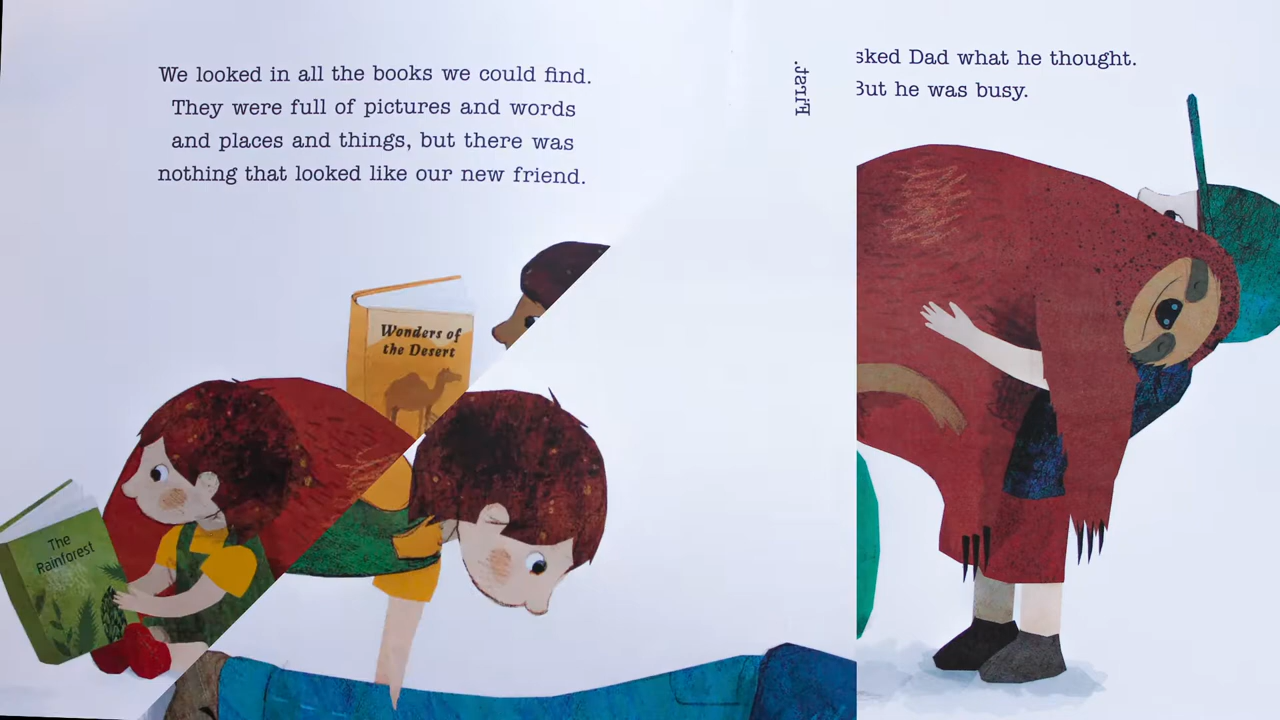 We looked in all the books we could find.
They were full of pictures and words
and places and things, but there was
nothing that looked like our new friend.
Wonders of
the Desert
The
Rainforest
First,
sked Dad what he thought.
But he was busy.